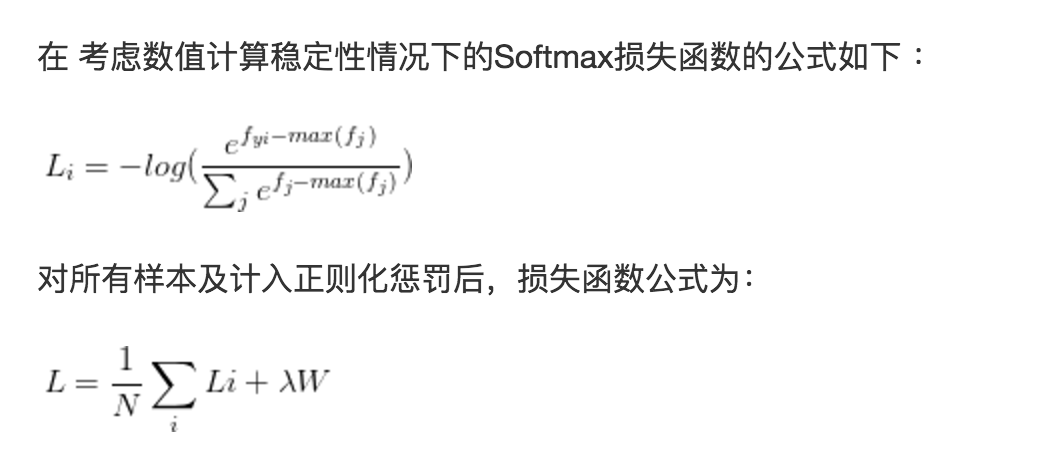 在 考虑数值计算稳定性情况下的Softmax损失函数的公式如下：
L_i = -log(\frac{e^{f_{yi}-max(f_j)}}{\sum_j e^{f_j-max(f_j)}})
对所有样本及计入正则化惩罚后，损失函数公式为：
L = \frac{1}{N} \sum_i Li + λW